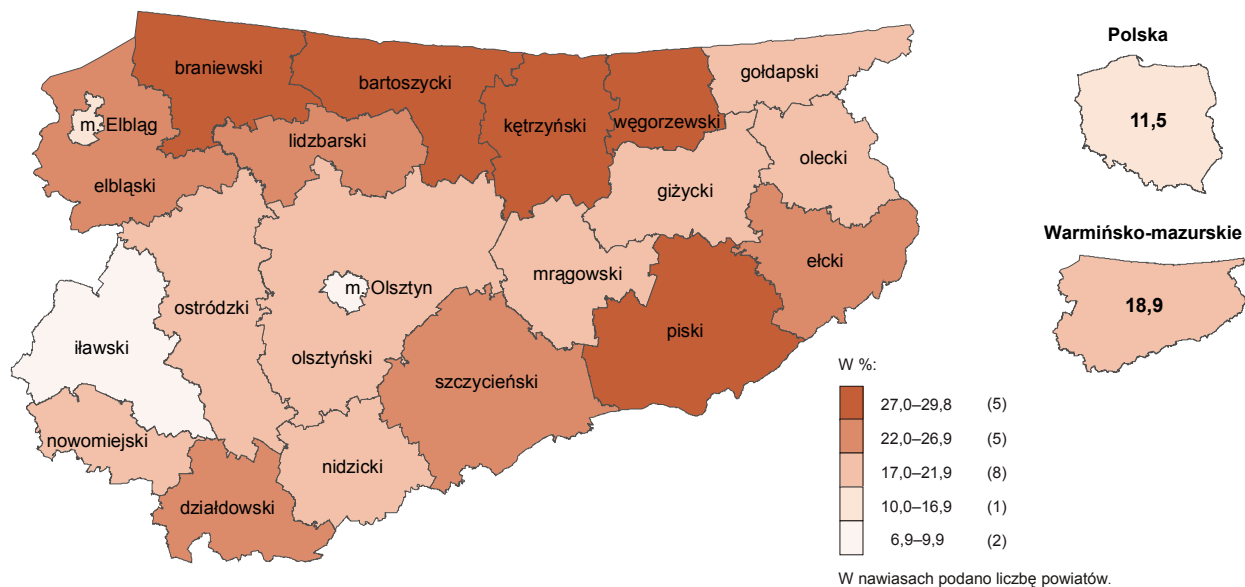 Polska
11,5
Warmińsko-mazurskie
18,9
braniewski
bartoszycki
gołdapski
m. Elbląg
lidzbarski
kętrzyński
węgorzewski
olecki
elbląski
giżycki
ełcki
mrągowski
m. Olsztyn
ostródzki
piski
iławski
olsztyński
szczycieński
nowomiejski
nidzicki
działdowski
W %:
27,0–29,8 (5)
22,0–26,9 (5)
17,0–21,9 (8)
10,0–16,9 (1)
6,9–9,9 (2)
W nawiasach podano liczbę powiatów.